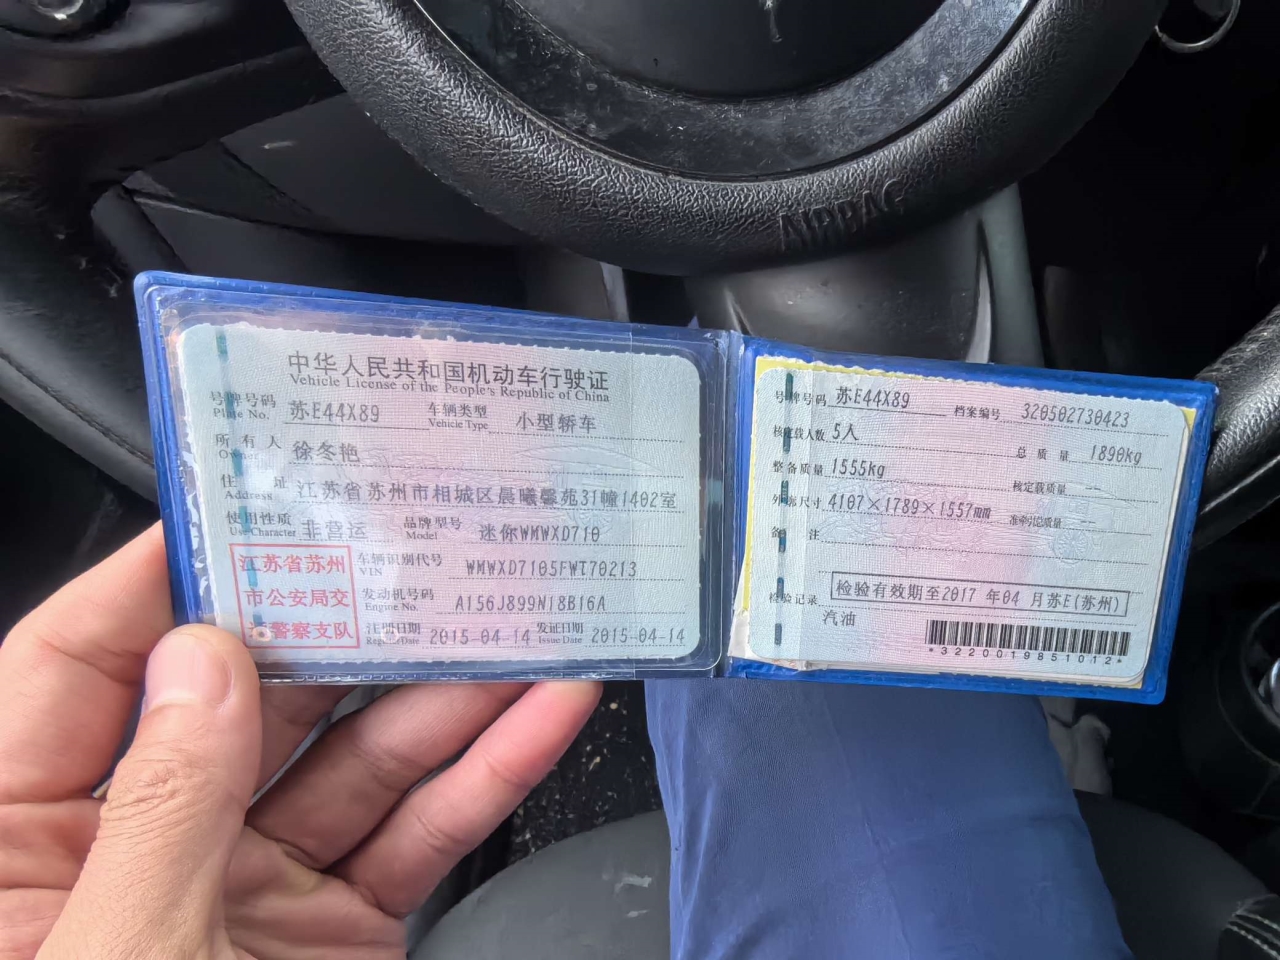 AIRBAG
中华人民共和国机动车行驶证
Vehicle License of the People's Republic of China
号牌号码 苏E44X89 车辆类型 小型轿车
Plate No. Vehicle Type
所有人 徐冬艳
Owner
住址 江苏省苏州市相城区晨曦馨苑31幢1402室
Address
使用性质 非营运 品牌型号 迷你WMWXD710
Use Character Model
江苏省苏州
市公安局交
警察支队
车辆识别代号 WMWXD7105FWT70213
VIN
发动机号码 A156J899N18B16A
Engine No.
注册日期 2015-04-14 发证日期 2015-04-14
Register Date Issue Date
号牌号码 苏E44X89 档案编号 320502730423
核定载人数 5人 总质量 1890kg
整备质量 1555kg 核定载质量 --
外廓尺寸 4107×1789×1557mm 准牵引总质量 --
备注
检验记录 检验有效期至2017年04月苏E(苏州)
汽油
*3220019851012*